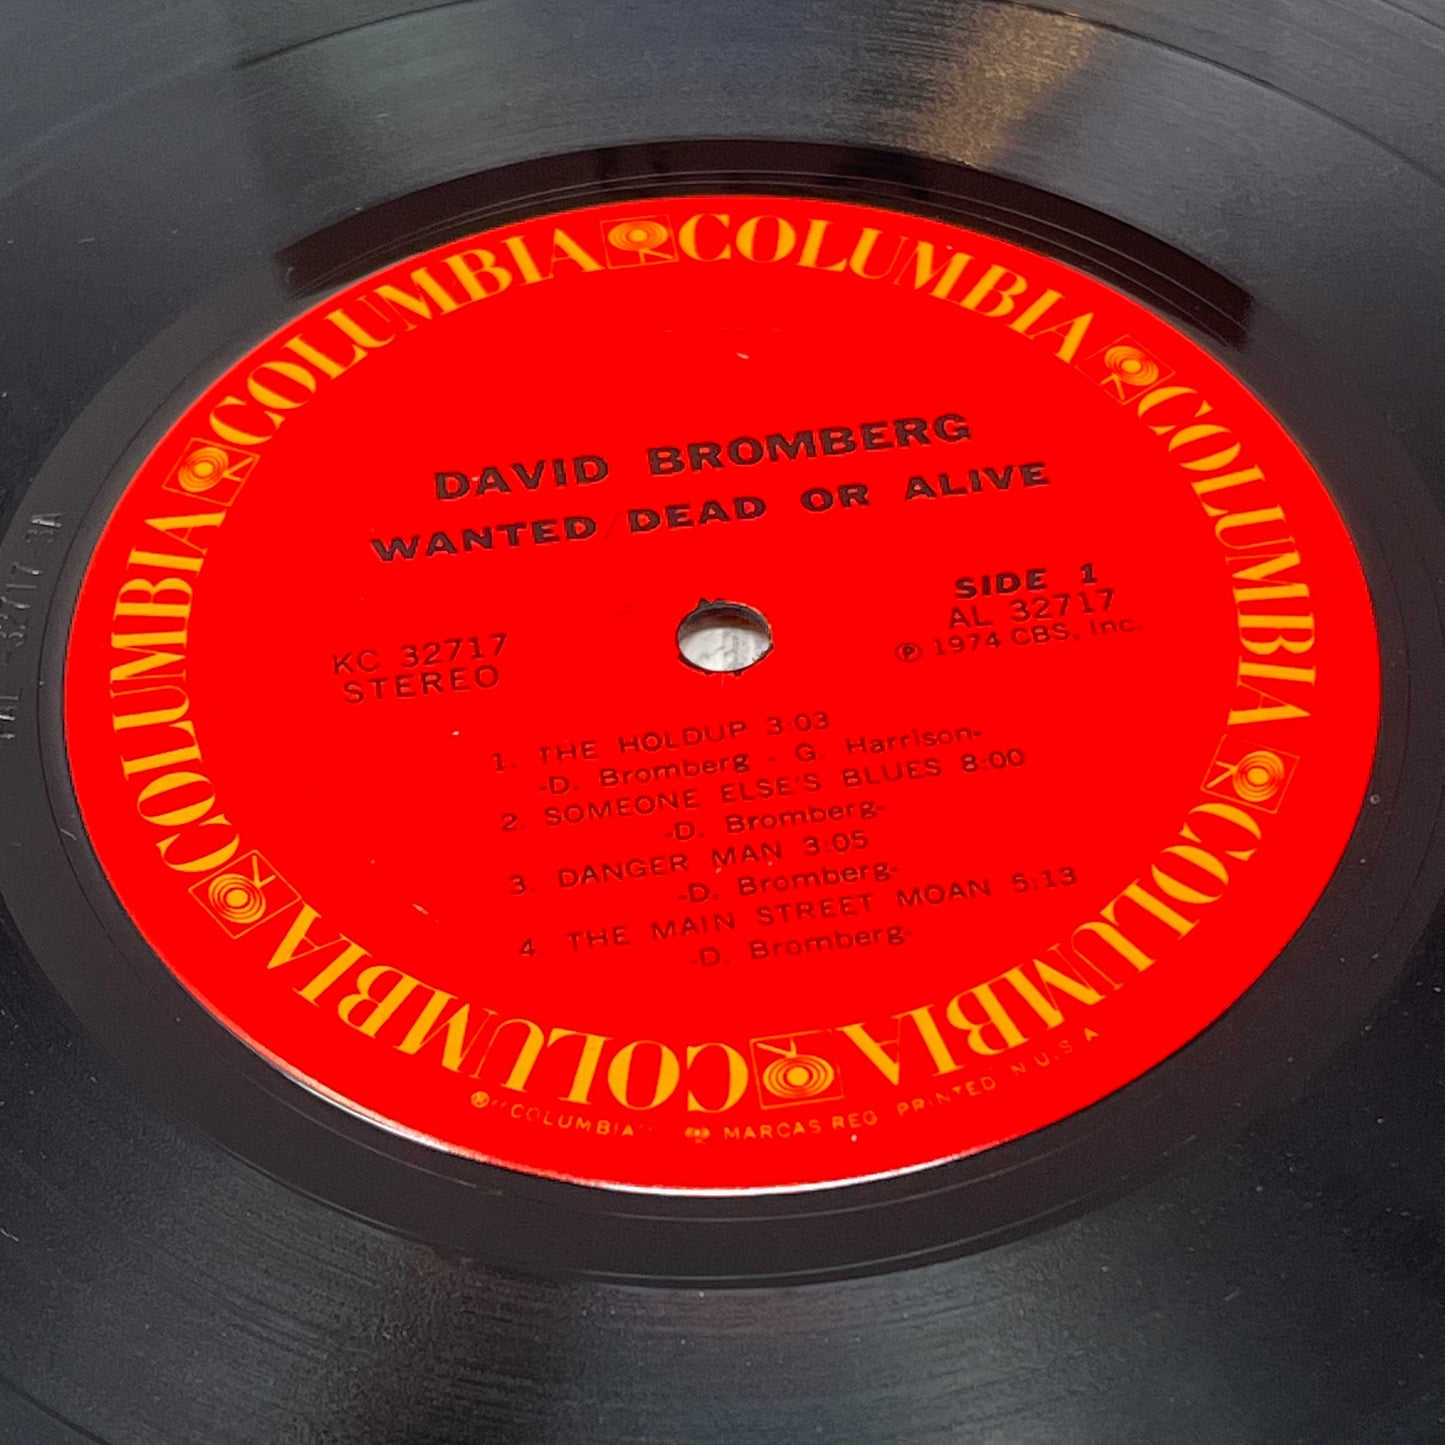 COLUMBIA COLUMBIA COLUMBIA COLUMBIA COLUMBIA COLUMBIA
DAVID BROMBERG
WANTED/DEAD OR ALIVE
SIDE 1
AL 32717
℗ 1974 CBS, Inc.
KC 32717
STEREO
1. THE HOLDUP 3:03
-D. Bromberg - G. Harrison-
2. SOMEONE ELSE'S BLUES 8:00
-D. Bromberg-
3. DANGER MAN 3:05
-D. Bromberg-
4. THE MAIN STREET MOAN 5:13
-D. Bromberg-
® "COLUMBIA" MARCAS REG PRINTED IN U.S.A